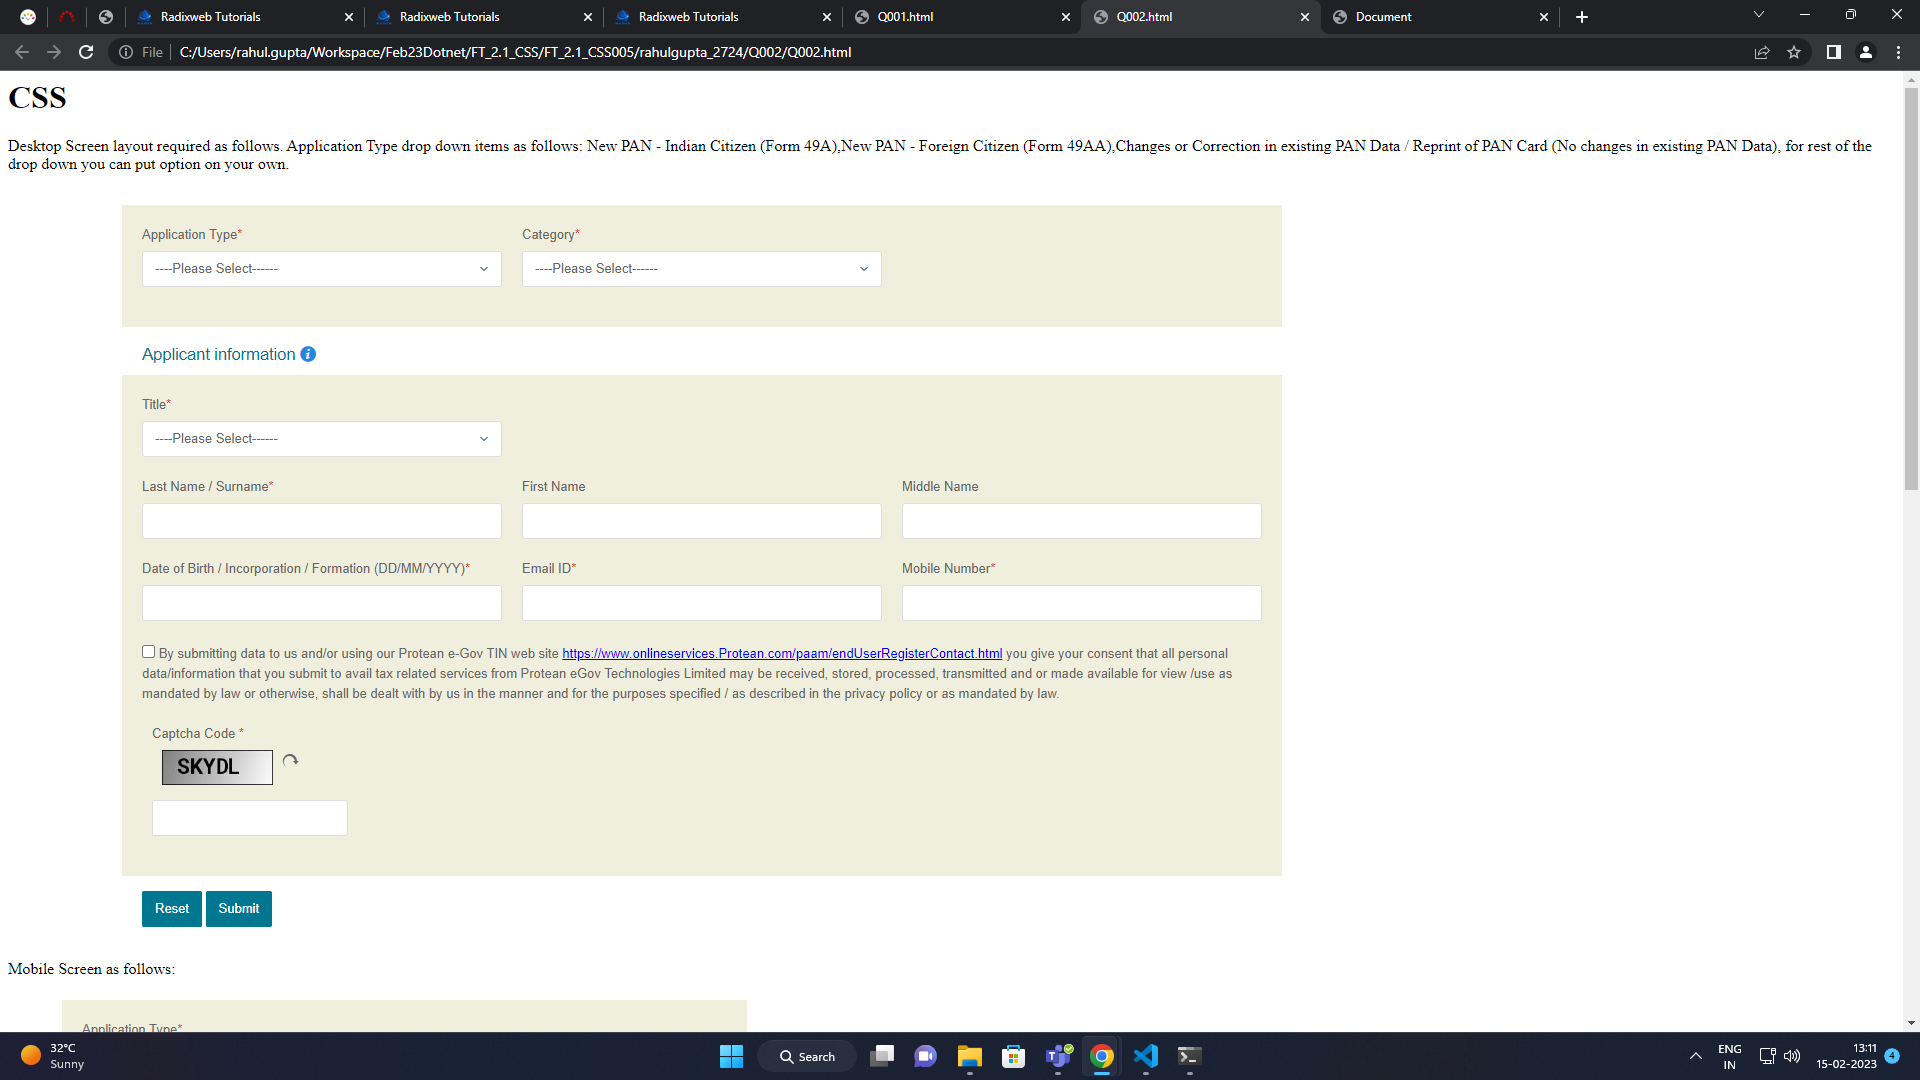 Radixweb Tutorials
Radixweb Tutorials
Radixweb Tutorials
Q001.html
Q002.html
Document
File
C:/Users/rahul.gupta/Workspace/Feb23Dotnet/FT_2.1_CSS/FT_2.1_CSS005/rahulgupta_2724/Q002/Q002.html
CSS
Desktop Screen layout required as follows. Application Type drop down items as follows: New PAN - Indian Citizen (Form 49A),New PAN - Foreign Citizen (Form 49AA),Changes or Correction in existing PAN Data / Reprint of PAN Card (No changes in existing PAN Data), for rest of the
drop down you can put option on your own.
Application Type* Category*
----Please Select------ ----Please Select------
Applicant information
Title*
----Please Select------
Last Name / Surname* First Name Middle Name
Date of Birth / Incorporation / Formation (DD/MM/YYYY)* Email ID* Mobile Number*
By submitting data to us and/or using our Protean e-Gov TIN web site https://www.onlineservices.Protean.com/paam/endUserRegisterContact.html you give your consent that all personal
data/information that you submit to avail tax related services from Protean eGov Technologies Limited may be received, stored, processed, transmitted and or made available for view /use as
mandated by law or otherwise, shall be dealt with by us in the manner and for the purposes specified / as described in the privacy policy or as mandated by law.
Captcha Code *
SKYDL
Reset Submit
Mobile Screen as follows:
Application Type*
32°C
Sunny
Search
ENG
IN
13:11
15-02-2023
4